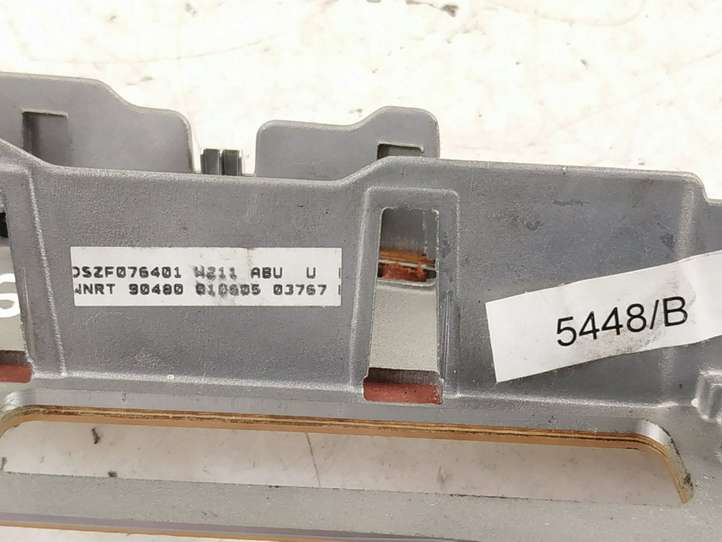 DSZF076401 W211 ABU U
WNRT 90480 010605 03767
5448/B